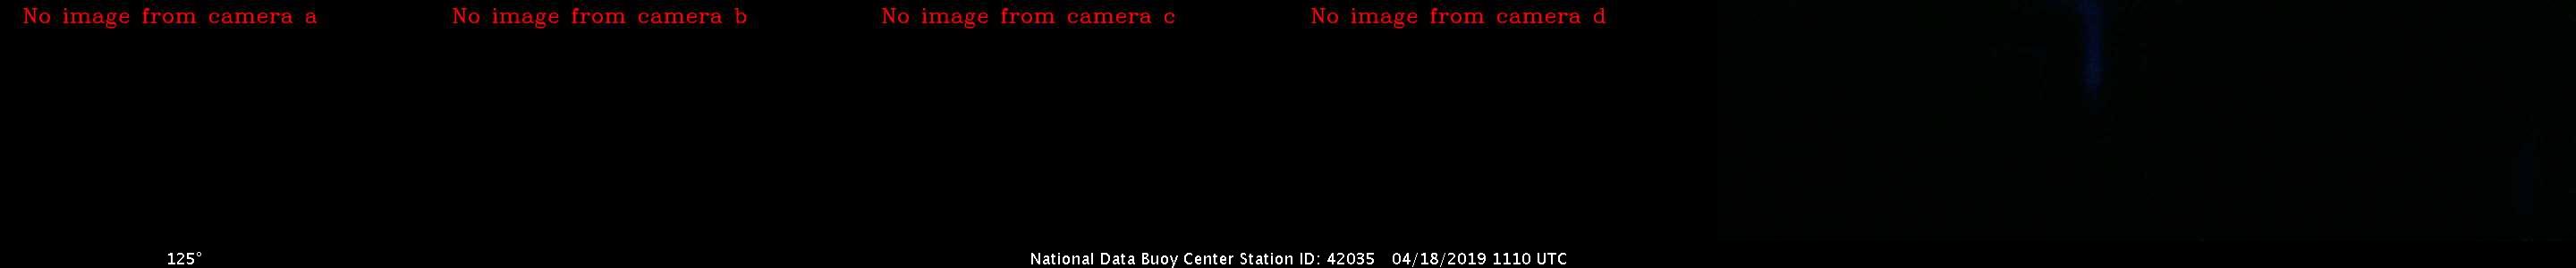 No image from camera a
No image from camera b
No image from camera c
No image from camera d
125°
National Data Buoy Center Station ID: 42035 04/18/2019 1110 UTC